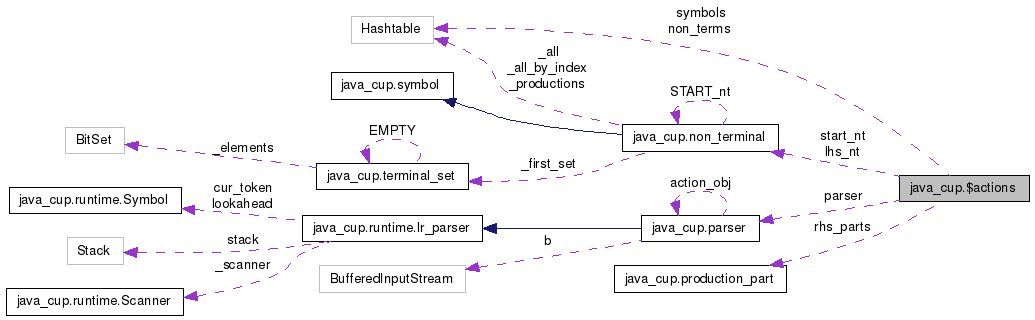 symbols
non_terms
Hashtable
_all
_all_by_index
_productions
java_cup.symbol
START_nt
java_cup.non_terminal
BitSet
_elements
EMPTY
java_cup.terminal_set
_first_set
start_nt
lhs_nt
java_cup.$actions
java_cup.runtime.Symbol
cur_token
lookahead
java_cup.runtime.lr_parser
action_obj
java_cup.parser
parser
rhs_parts
Stack
stack
_scanner
b
BufferedInputStream
java_cup.production_part
java_cup.runtime.Scanner